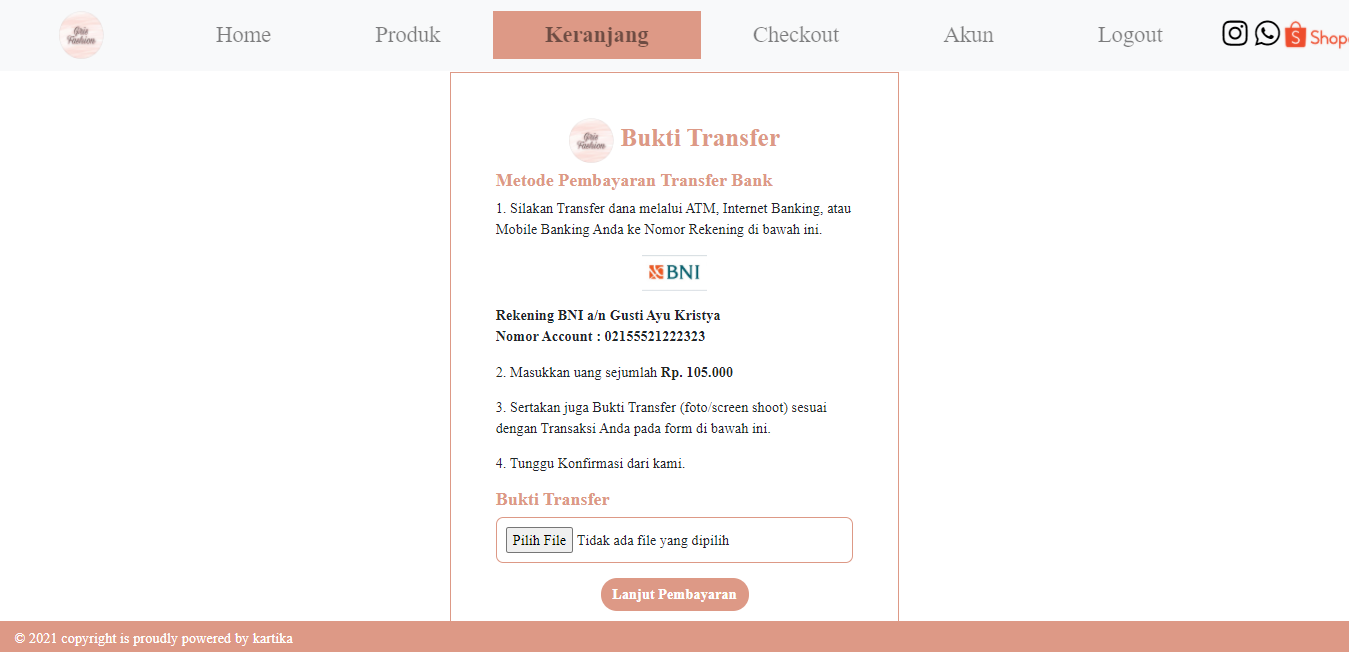 Gris Fashion
Home Produk Keranjang Checkout Akun Logout Shop
Gris Fashion
Bukti Transfer
Metode Pembayaran Transfer Bank
1. Silakan Transfer dana melalui ATM, Internet Banking, atau
Mobile Banking Anda ke Nomor Rekening di bawah ini.
BNI
Rekening BNI a/n Gusti Ayu Kristya
Nomor Account : 02155521222323
2. Masukkan uang sejumlah Rp. 105.000
3. Sertakan juga Bukti Transfer (foto/screen shoot) sesuai
dengan Transaksi Anda pada form di bawah ini.
4. Tunggu Konfirmasi dari kami.
Bukti Transfer
Pilih File Tidak ada file yang dipilih
Lanjut Pembayaran
© 2021 copyright is proudly powered by kartika